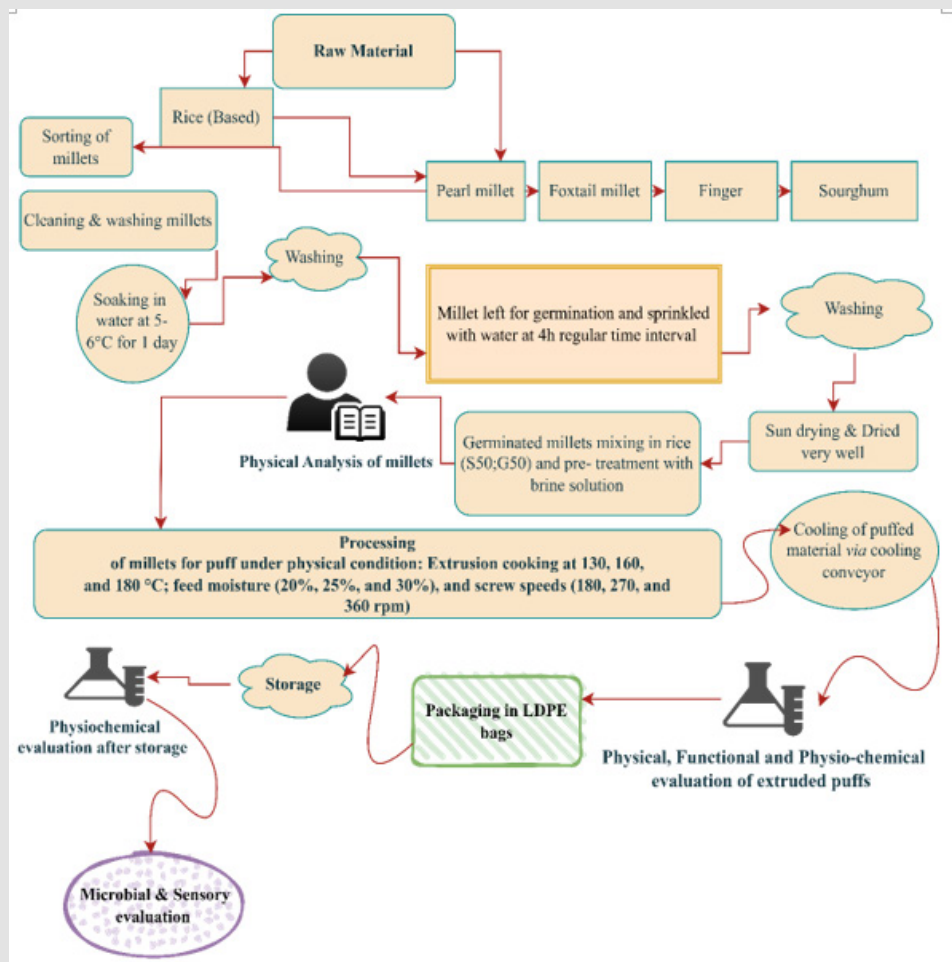 Raw Material
Rice (Based)
Sorting of
millets
Pearl millet
Foxtail millet
Finger
Sourghum
Cleaning & washing millets
Washing
Soaking in
water at 5-
6°C for 1 day
Millet left for germination and sprinkled
with water at 4h regular time interval
Washing
Sun drying & Dried
very well
Germinated millets mixing in rice
(S50;G50) and pre- treatment with
brine solution
Physical Analysis of millets
Processing
of millets for puff under physical condition: Extrusion cooking at 130, 160,
and 180 °C; feed moisture (20%, 25%, and 30%), and screw speeds (180, 270, and
360 rpm)
Cooling of puffed
material via cooling
conveyor
Physical, Functional and Physio-chemical
evaluation of extruded puffs
Packaging in LDPE
bags
Storage
Physiochemical
evaluation after storage
Microbial & Sensory
evaluation